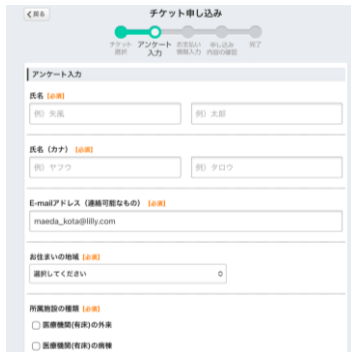 戻る
チケット申し込み
チケット
選択
アンケート
入力
お支払い
情報入力
申し込み
内容の確認
完了
アンケート入力
氏名 [必須]
例）矢風
例）太郎
氏名（カナ） [必須]
例）ヤフウ
例）タロウ
E-mailアドレス（連絡可能なもの） [必須]
maeda_kota@lilly.com
お住まいの地域 [必須]
選択してください
所属施設の種類 [必須]
医療機関(有床)の外来
医療機関(有床)の病棟